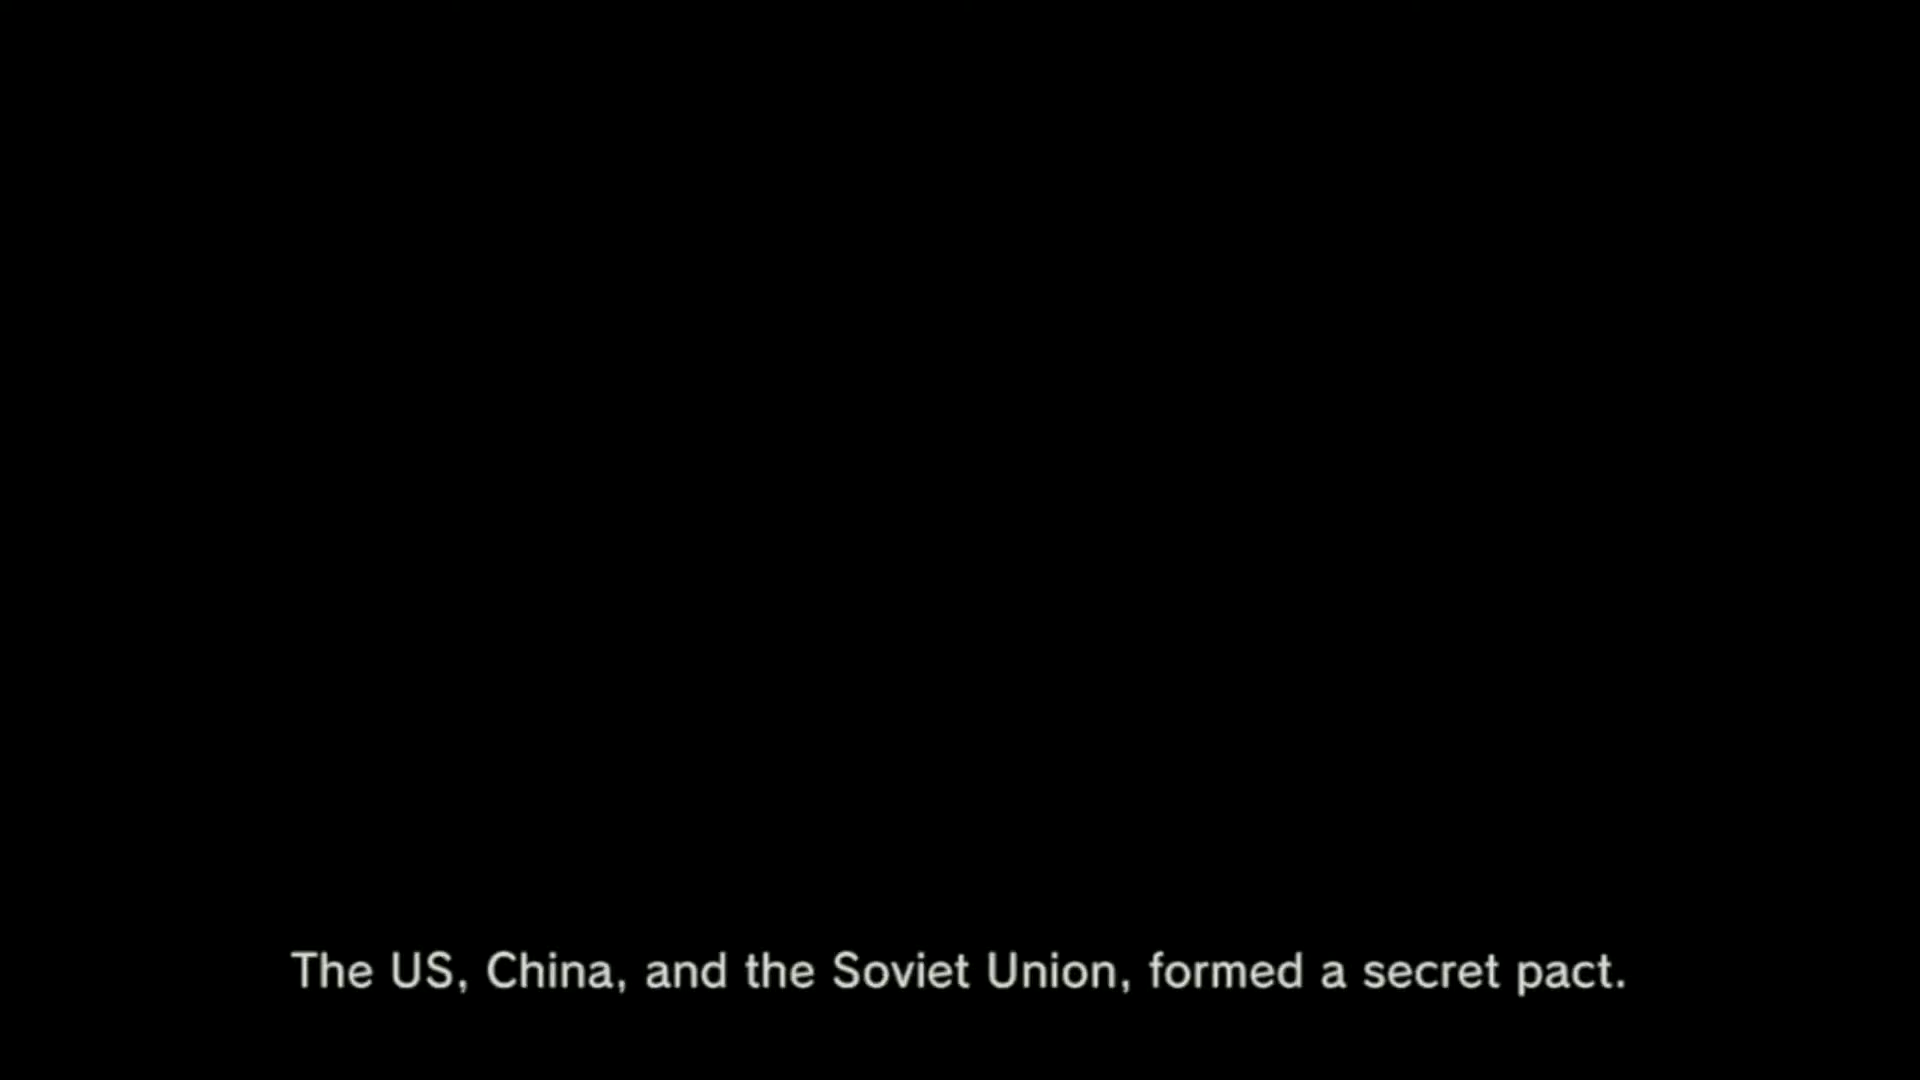 The US, China, and the Soviet Union, formed a secret pact.